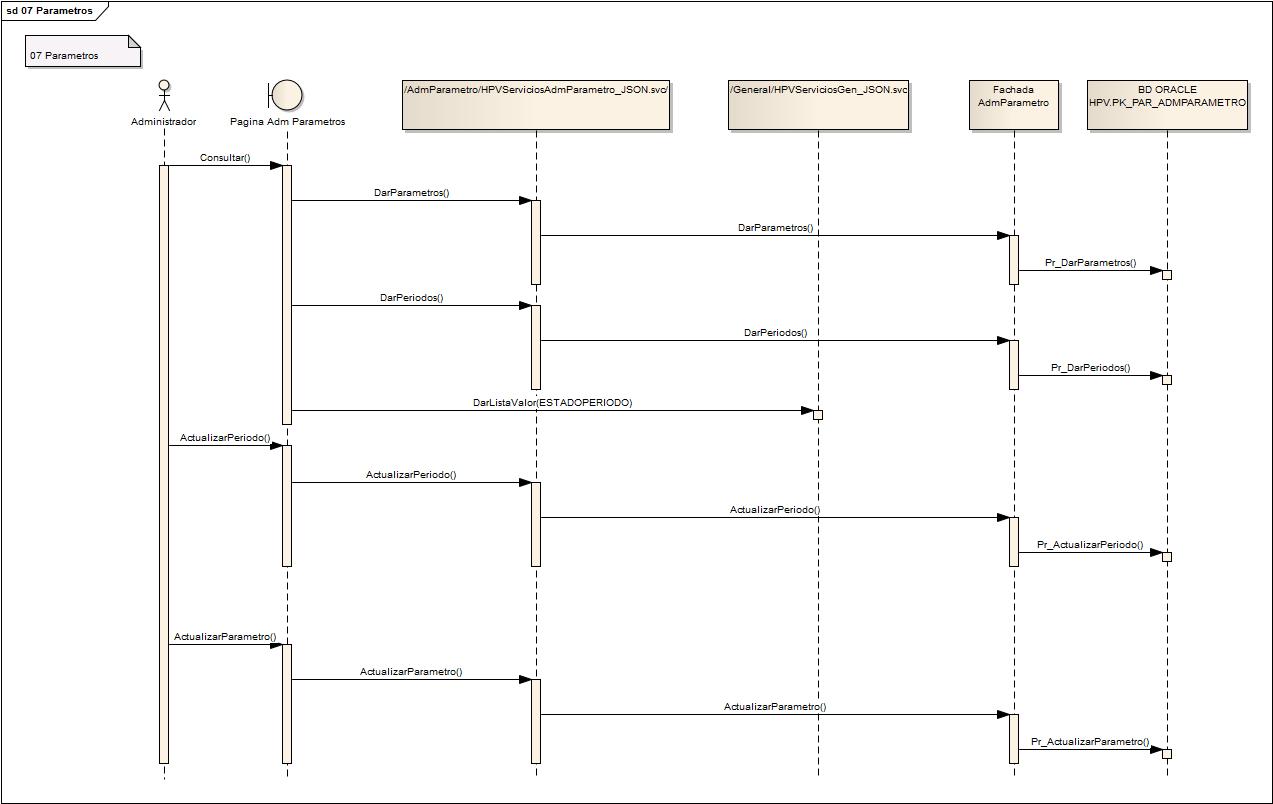 sd 07 Parametros
07 Parametros
Administrador
Pagina Adm Parametros
/AdmParametro/HPVServiciosAdmParametro_JSON.svc/
/General/HPVServiciosGen_JSON.svc
Fachada
AdmParametro
BD ORACLE
HPV.PK_PAR_ADMPARAMETRO
Consultar()
DarParametros()
DarParametros()
Pr_DarParametros()
DarPeriodos()
DarPeriodos()
Pr_DarPeriodos()
DarListaValor(ESTADOPERIODO)
ActualizarPeriodo()
ActualizarPeriodo()
ActualizarPeriodo()
Pr_ActualizarPeriodo()
ActualizarParametro()
ActualizarParametro()
ActualizarParametro()
Pr_ActualizarParametro()